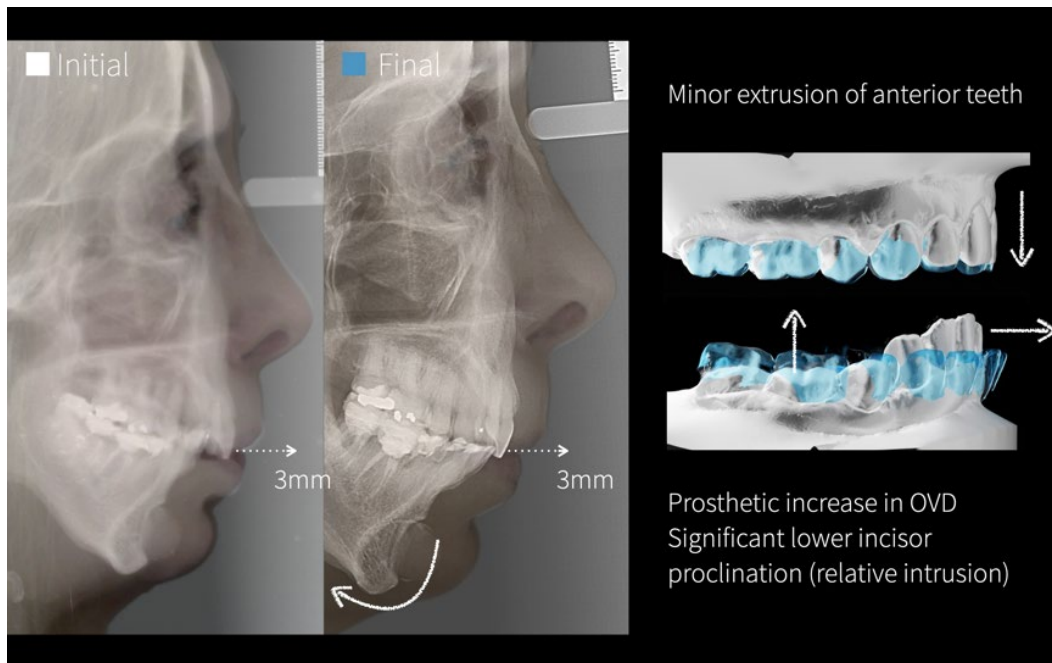 Initial
Final
3mm
3mm
Minor extrusion of anterior teeth
Prosthetic increase in OVD
Significant lower incisor
proclination (relative intrusion)